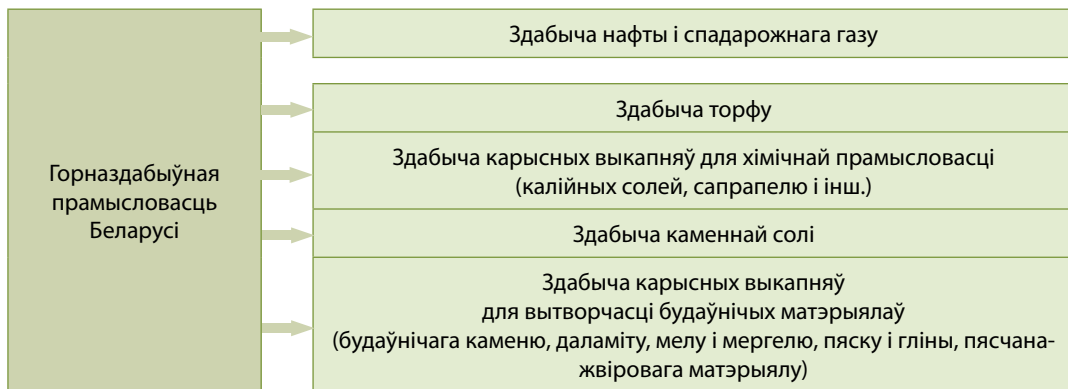 Горназдабыўная
прамысловасць
Беларусі
Здабыча нафты і спадарожнага газу
Здабыча торфу
Здабыча карысных выкапняў для хімічнай прамысловасці
(калійных солей, сапрапелю і інш.)
Здабыча каменнай солі
Здабыча карысных выкапняў
для вытворчасці будаўнічых матэрыялаў
(будаўнічага каменю, даламіту, мелу і мергелю, пяску і гліны, пясчана-
жвіровага матэрыялу)